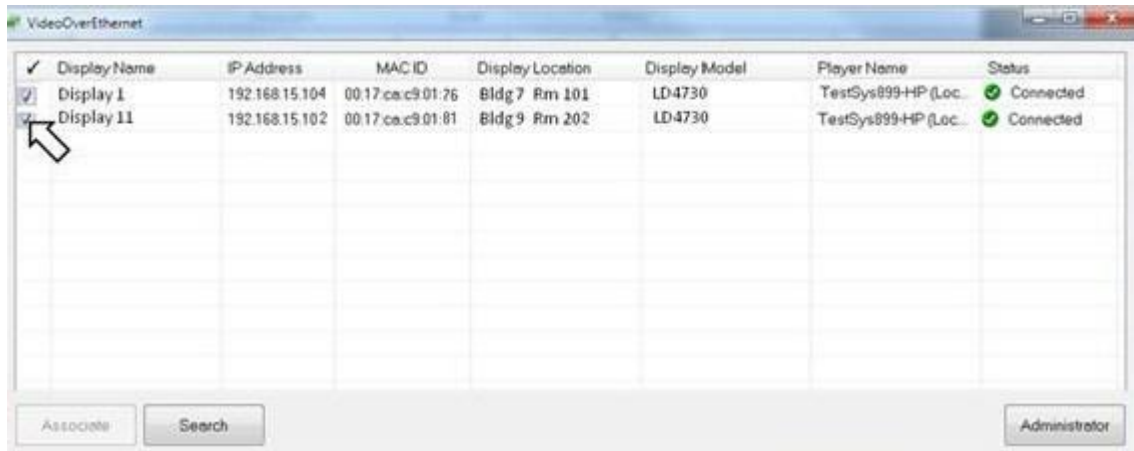 VideoOverEthernet
✓ Display Name IP Address MAC ID Display Location Display Model Player Name Status
Display 1 192.168.15.104 00:17:ca:c9:01:76 Bldg 7 Rm 101 LD4730 TestSys899-HP (Loc... Connected
Display 11 192.168.15.102 00:17:ca:c9:01:81 Bldg 9 Rm 202 LD4730 TestSys899-HP (Loc... Connected
Associate Search Administrator